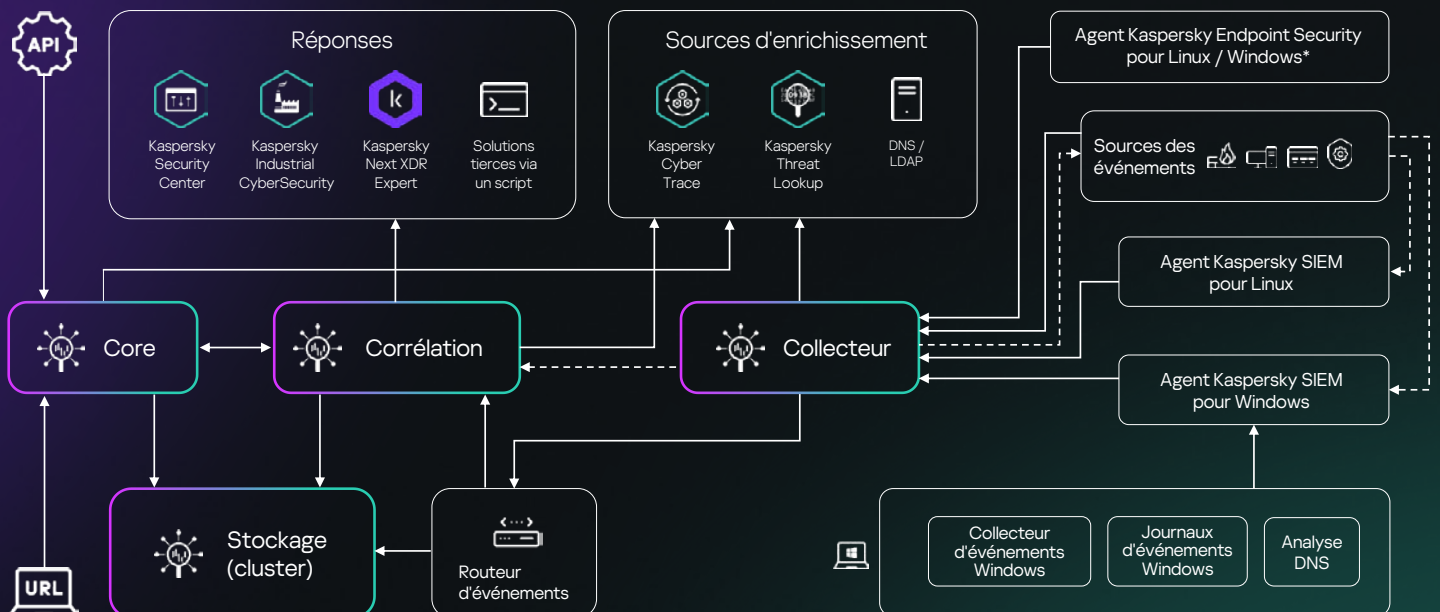 API
Réponses
Kaspersky
Security
Center
Kaspersky
Industrial
CyberSecurity
Kaspersky
Next XDR
Expert
Solutions
tierces via
un script
Sources d'enrichissement
Kaspersky
Cyber
Trace
Kaspersky
Threat
Lookup
DNS /
LDAP
Agent Kaspersky Endpoint Security
pour Linux / Windows*
Sources des
événements
Agent Kaspersky SIEM
pour Linux
Agent Kaspersky SIEM
pour Windows
Core
Corrélation
Collecteur
Stockage
(cluster)
Routeur
d'événements
Collecteur
d'événements
Windows
Journaux
d'événements
Windows
Analyse
DNS
URL